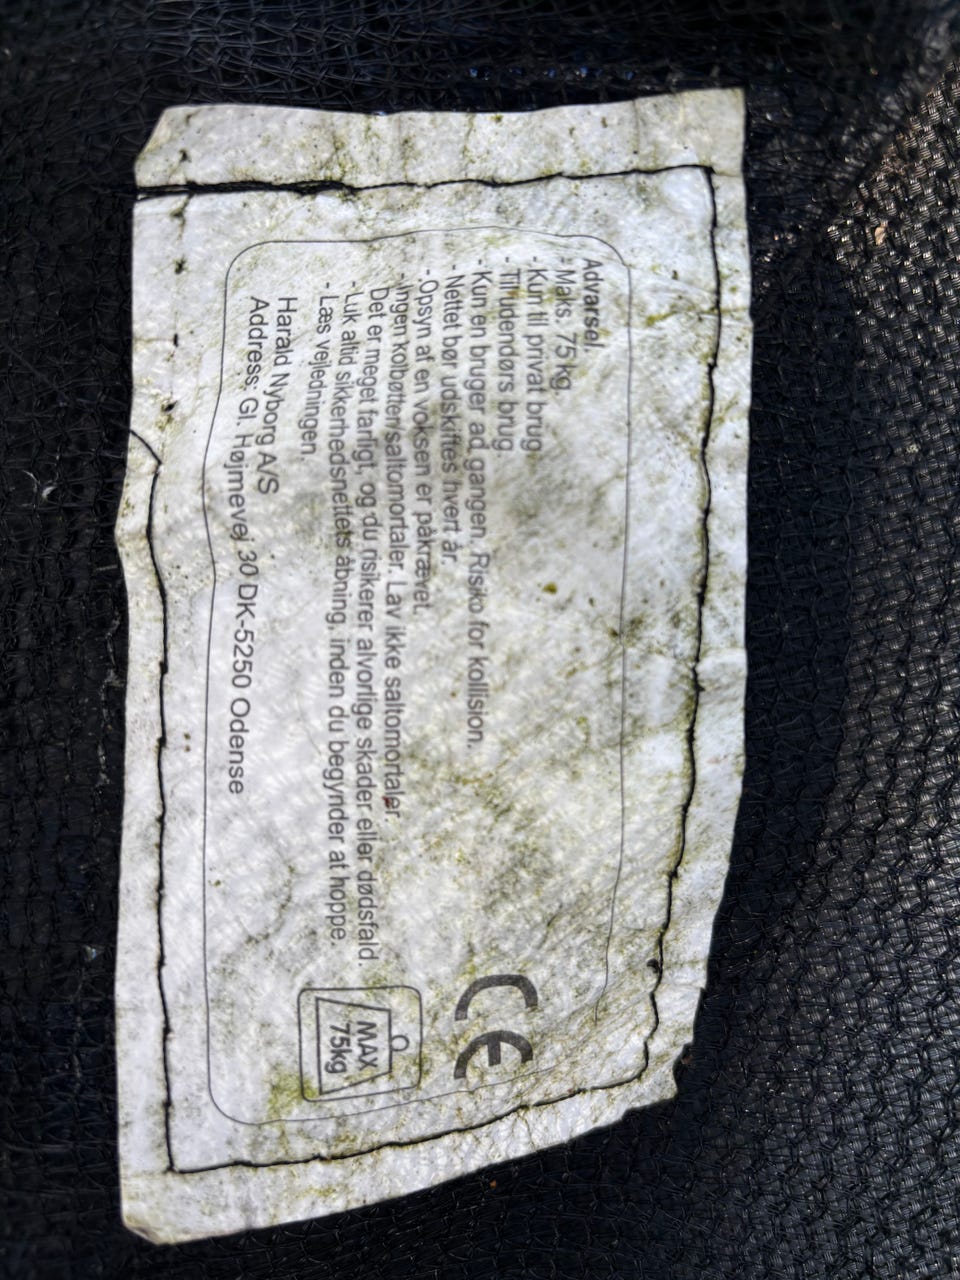 Advarsel.
- Maks. 75 kg.
- Kun til privat brug
- Til udendørs brug
- Kun en bruger ad gangen. Risiko for kollision.
- Nettet bør udskiftes hvert år.
- Opsyn af en voksen er påkrævet.
- Ingen kolbøtter/saltomortaler. Lav ikke saltomortaler.
Det er meget farligt, og du risikerer alvorlige skader eller dødsfald.
- Luk altid sikkerhedsnettets åbning, inden du begynder at hoppe.
- Læs vejledningen.
Harald Nyborg A/S
Address: Gl. Højmevej 30 DK-5250 Odense
CE
MAX
75kg